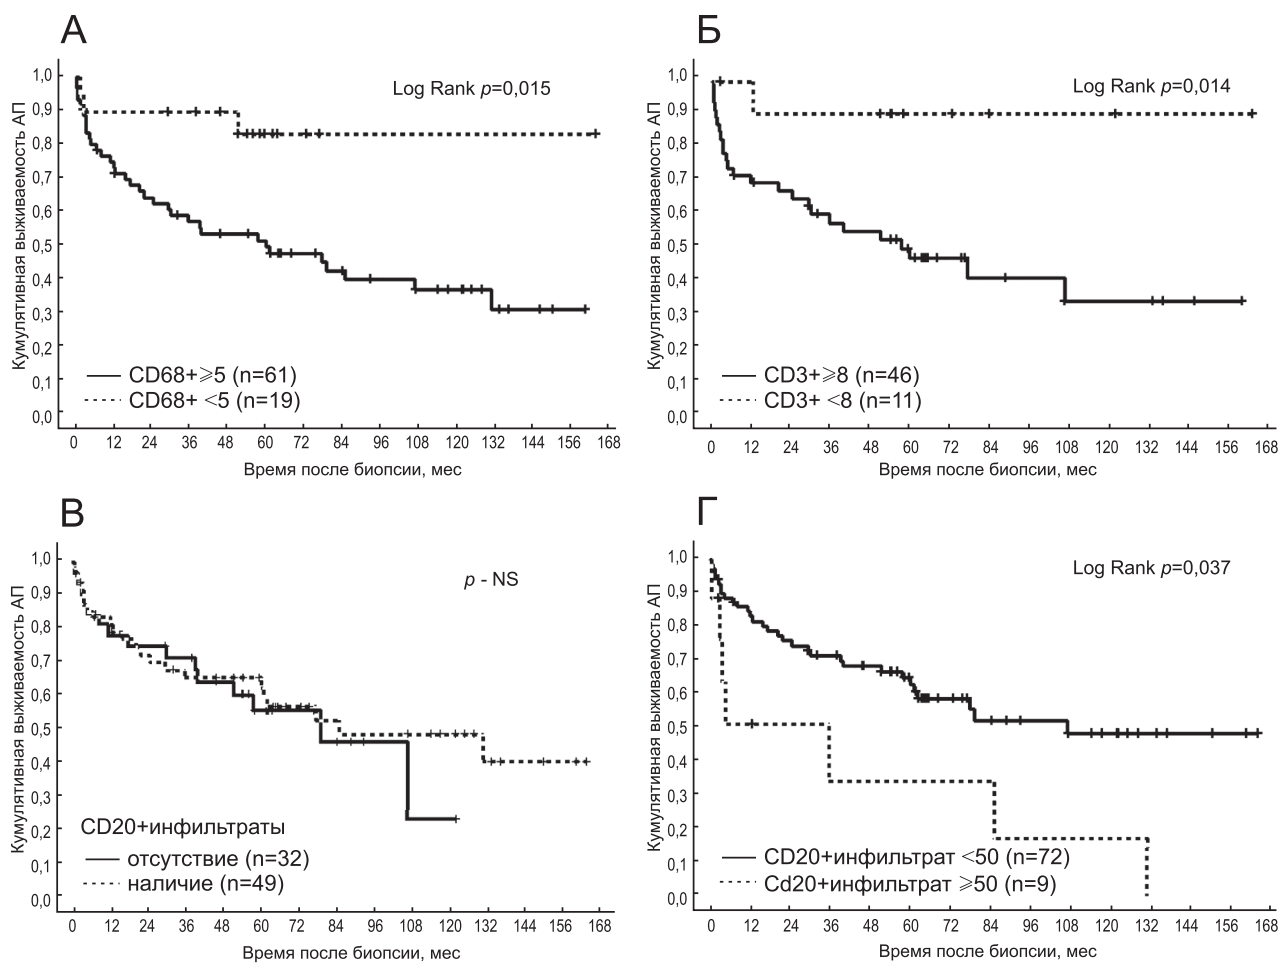 А
Log Rank p=0,015
Кумулятивная выживаемость АП
1,0
0,9
0,8
0,7
0,6
0,5
0,4
0,3
0,2
0,1
0,0
CD68+⩾5 (n=61)
CD68+ <5 (n=19)
0 12 24 36 48 60 72 84 96 108 120 132 144 156 168
Время после биопсии, мес
Б
Log Rank p=0,014
Кумулятивная выживаемость АП
1,0
0,9
0,8
0,7
0,6
0,5
0,4
0,3
0,2
0,1
0,0
CD3+⩾8 (n=46)
CD3+ <8 (n=11)
0 12 24 36 48 60 72 84 96 108 120 132 144 156 168
Время после биопсии, мес
В
p - NS
Кумулятивная выживаемость АП
1,0
0,9
0,8
0,7
0,6
0,5
0,4
0,3
0,2
0,1
0,0
CD20+инфильтраты
отсутствие (n=32)
наличие (n=49)
0 12 24 36 48 60 72 84 96 108 120 132 144 156 168
Время после биопсии, мес
Г
Log Rank p=0,037
Кумулятивная выживаемость АП
1,0
0,9
0,8
0,7
0,6
0,5
0,4
0,3
0,2
0,1
0,0
CD20+инфильтрат <50 (n=72)
Cd20+инфильтрат ⩾50 (n=9)
0 12 24 36 48 60 72 84 96 108 120 132 144 156 168
Время после биопсии, мес